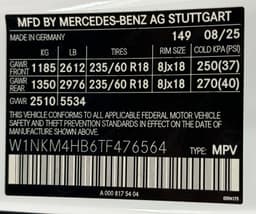 MFD BY MERCEDES-BENZ AG STUTTGART
MADE IN GERMANY 149 08/25
KG LB TIRES RIM SIZE COLD KPA (PSI)
GAWR FRONT 1185 2612 235/60 R18 8Jx18 250(37)
GAWR REAR 1350 2976 235/60 R18 8Jx18 270(40)
GVWR 2510 5534
THIS VEHICLE CONFORMS TO ALL APPLICABLE FEDERAL MOTOR VEHICLE
SAFETY AND THEFT PREVENTION STANDARDS IN EFFECT ON THE DATE OF
MANUFACTURE SHOWN ABOVE.
W1NKM4HB6TF476564 TYPE: MPV
A 000 817 54 04